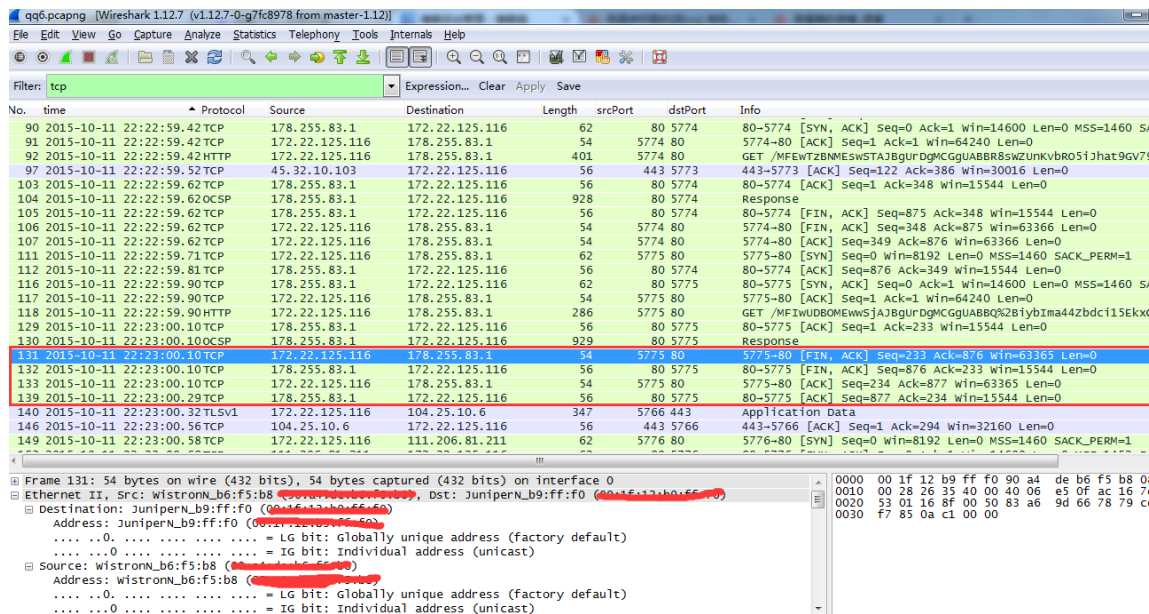 qq6.pcapng [Wireshark 1.12.7 (v1.12.7-0-g7fc8978 from master-1.12)]
File Edit View Go Capture Analyze Statistics Telephony Tools Internals Help
Filter: tcp Expression... Clear Apply Save
No. time Protocol Source Destination Length srcPort dstPort Info
90 2015-10-11 22:22:59.42 TCP 178.255.83.1 172.22.125.116 62 80 5774 80→5774 [SYN, ACK] Seq=0 Ack=1 Win=14600 Len=0 MSS=1460 SA
91 2015-10-11 22:22:59.42 TCP 172.22.125.116 178.255.83.1 54 5774 80 5774→80 [ACK] Seq=1 Ack=1 Win=64240 Len=0
92 2015-10-11 22:22:59.42 HTTP 172.22.125.116 178.255.83.1 401 5774 80 GET /MFEwTzBNMEswSTAJBgUrDgMCGgUABBR8sWZUnKvbRO5iJhat9GV79
97 2015-10-11 22:22:59.52 TCP 45.32.10.103 172.22.125.116 56 443 5773 443→5773 [ACK] Seq=122 Ack=386 Win=30016 Len=0
103 2015-10-11 22:22:59.62 TCP 178.255.83.1 172.22.125.116 56 80 5774 80→5774 [ACK] Seq=1 Ack=348 Win=15544 Len=0
104 2015-10-11 22:22:59.62 OCSP 178.255.83.1 172.22.125.116 928 80 5774 Response
105 2015-10-11 22:22:59.62 TCP 178.255.83.1 172.22.125.116 56 80 5774 80→5774 [FIN, ACK] Seq=875 Ack=348 Win=15544 Len=0
106 2015-10-11 22:22:59.62 TCP 172.22.125.116 178.255.83.1 54 5774 80 5774→80 [FIN, ACK] Seq=348 Ack=875 Win=63366 Len=0
107 2015-10-11 22:22:59.62 TCP 172.22.125.116 178.255.83.1 54 5774 80 5774→80 [ACK] Seq=349 Ack=876 Win=63366 Len=0
111 2015-10-11 22:22:59.71 TCP 172.22.125.116 178.255.83.1 62 5775 80 5775→80 [SYN] Seq=0 Win=8192 Len=0 MSS=1460 SACK_PERM=1
112 2015-10-11 22:22:59.81 TCP 178.255.83.1 172.22.125.116 56 80 5774 80→5774 [ACK] Seq=876 Ack=349 Win=15544 Len=0
116 2015-10-11 22:22:59.90 TCP 178.255.83.1 172.22.125.116 62 80 5775 80→5775 [SYN, ACK] Seq=0 Ack=1 Win=14600 Len=0 MSS=1460 SA
117 2015-10-11 22:22:59.90 TCP 172.22.125.116 178.255.83.1 54 5775 80 5775→80 [ACK] Seq=1 Ack=1 Win=64240 Len=0
118 2015-10-11 22:22:59.90 HTTP 172.22.125.116 178.255.83.1 286 5775 80 GET /MFIwUDBOMEwwSjAJBgUrDgMCGgUABBQ%2BiybIma44Zbdci15Ekx
129 2015-10-11 22:23:00.10 TCP 178.255.83.1 172.22.125.116 56 80 5775 80→5775 [ACK] Seq=1 Ack=233 Win=15544 Len=0
130 2015-10-11 22:23:00.10 OCSP 178.255.83.1 172.22.125.116 929 80 5775 Response
131 2015-10-11 22:23:00.10 TCP 172.22.125.116 178.255.83.1 54 5775 80 5775→80 [FIN, ACK] Seq=233 Ack=876 Win=63365 Len=0
132 2015-10-11 22:23:00.10 TCP 178.255.83.1 172.22.125.116 56 80 5775 80→5775 [FIN, ACK] Seq=876 Ack=233 Win=15544 Len=0
133 2015-10-11 22:23:00.10 TCP 172.22.125.116 178.255.83.1 54 5775 80 5775→80 [ACK] Seq=234 Ack=877 Win=63365 Len=0
139 2015-10-11 22:23:00.29 TCP 178.255.83.1 172.22.125.116 56 80 5775 80→5775 [ACK] Seq=877 Ack=234 Win=15544 Len=0
140 2015-10-11 22:23:00.32 TLSv1 172.22.125.116 104.25.10.6 347 5766 443 Application Data
146 2015-10-11 22:23:00.56 TCP 104.25.10.6 172.22.125.116 56 443 5766 443→5766 [ACK] Seq=1 Ack=294 Win=32160 Len=0
149 2015-10-11 22:23:00.58 TCP 172.22.125.116 111.206.81.211 62 5776 80 5776→80 [SYN] Seq=0 Win=8192 Len=0 MSS=1460 SACK_PERM=1
Frame 131: 54 bytes on wire (432 bits), 54 bytes captured (432 bits) on interface 0
Ethernet II, Src: WistronN_b6:f5:b8 Dst: JuniperN_b9:ff:f0
Destination: JuniperN_b9:ff:f0
Address: JuniperN_b9:ff:f0
.... ..0. .... .... .... .... = LG bit: Globally unique address (factory default)
.... ...0 .... .... .... .... = IG bit: Individual address (unicast)
Source: WistronN_b6:f5:b8
Address: WistronN_b6:f5:b8
.... ..0. .... .... .... .... = LG bit: Globally unique address (factory default)
.... ...0 .... .... .... .... = IG bit: Individual address (unicast)
0000 00 1f 12 b9 ff f0 90 a4 de b6 f5 b8 08
0010 00 28 26 35 40 00 40 06 e5 0f ac 16 7
0020 53 01 16 8f 00 50 83 a6 9d 66 78 79 c
0030 f7 85 0a c1 00 00